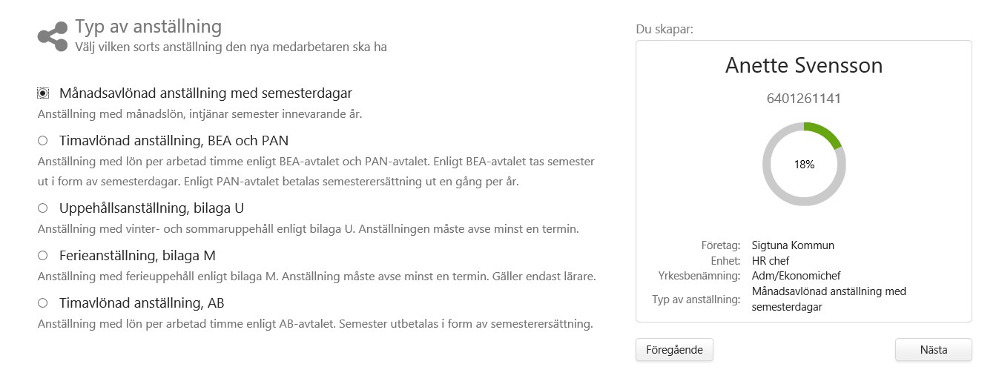 Typ av anställning
Välj vilken sorts anställning den nya medarbetaren ska ha
Månadsavlönad anställning med semesterdagar
Anställning med månadslön, intjänar semester innevarande år.
Timavlönad anställning, BEA och PAN
Anställning med lön per arbetad timme enligt BEA-avtalet och PAN-avtalet. Enligt BEA-avtalet tas semester
ut i form av semesterdagar. Enligt PAN-avtalet betalas semesterersättning ut en gång per år.
Uppehållsanställning, bilaga U
Anställning med vinter- och sommaruppehåll enligt bilaga U. Anställningen måste avse minst en termin.
Ferieanställning, bilaga M
Anställning med ferieuppehåll enligt bilaga M. Anställning måste avse minst en termin. Gäller endast lärare.
Timavlönad anställning, AB
Anställning med lön per arbetad timme enligt AB-avtalet. Semester utbetalas i form av semesterersättning.
Du skapar:
Anette Svensson
6401261141
18%
Företag: Sigtuna Kommun
Enhet: HR chef
Yrkesbenämning: Adm/Ekonomichef
Typ av anställning: Månadsavlönad anställning med
semesterdagar
Föregående
Nästa